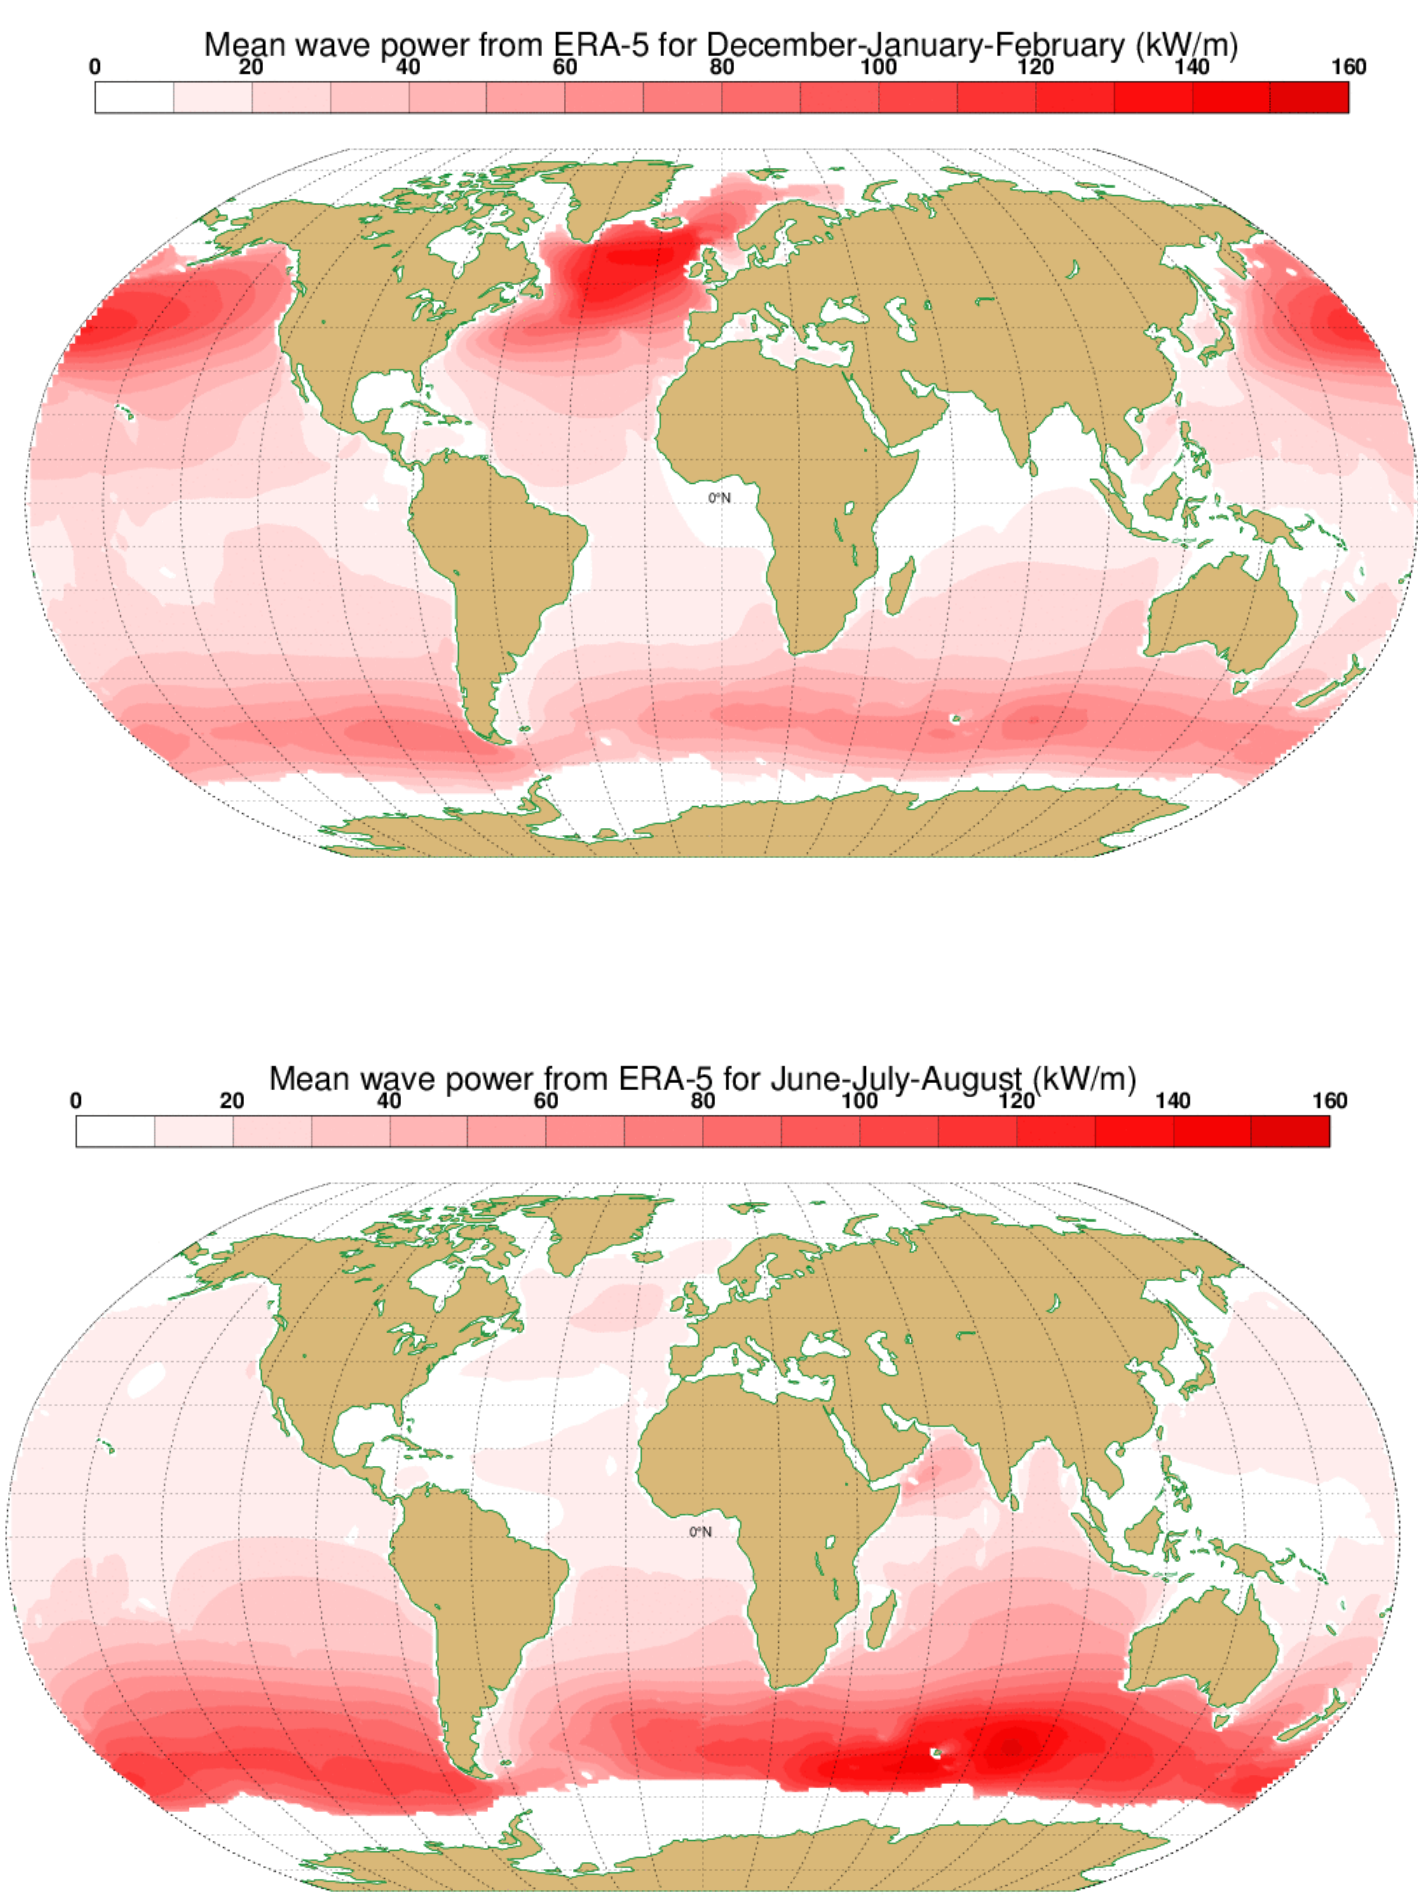 Mean wave power from ERA-5 for December-January-February (kW/m)
0 20 40 60 80 100 120 140 160
0°N
Mean wave power from ERA-5 for June-July-August (kW/m)
0 20 40 60 80 100 120 140 160
0°N